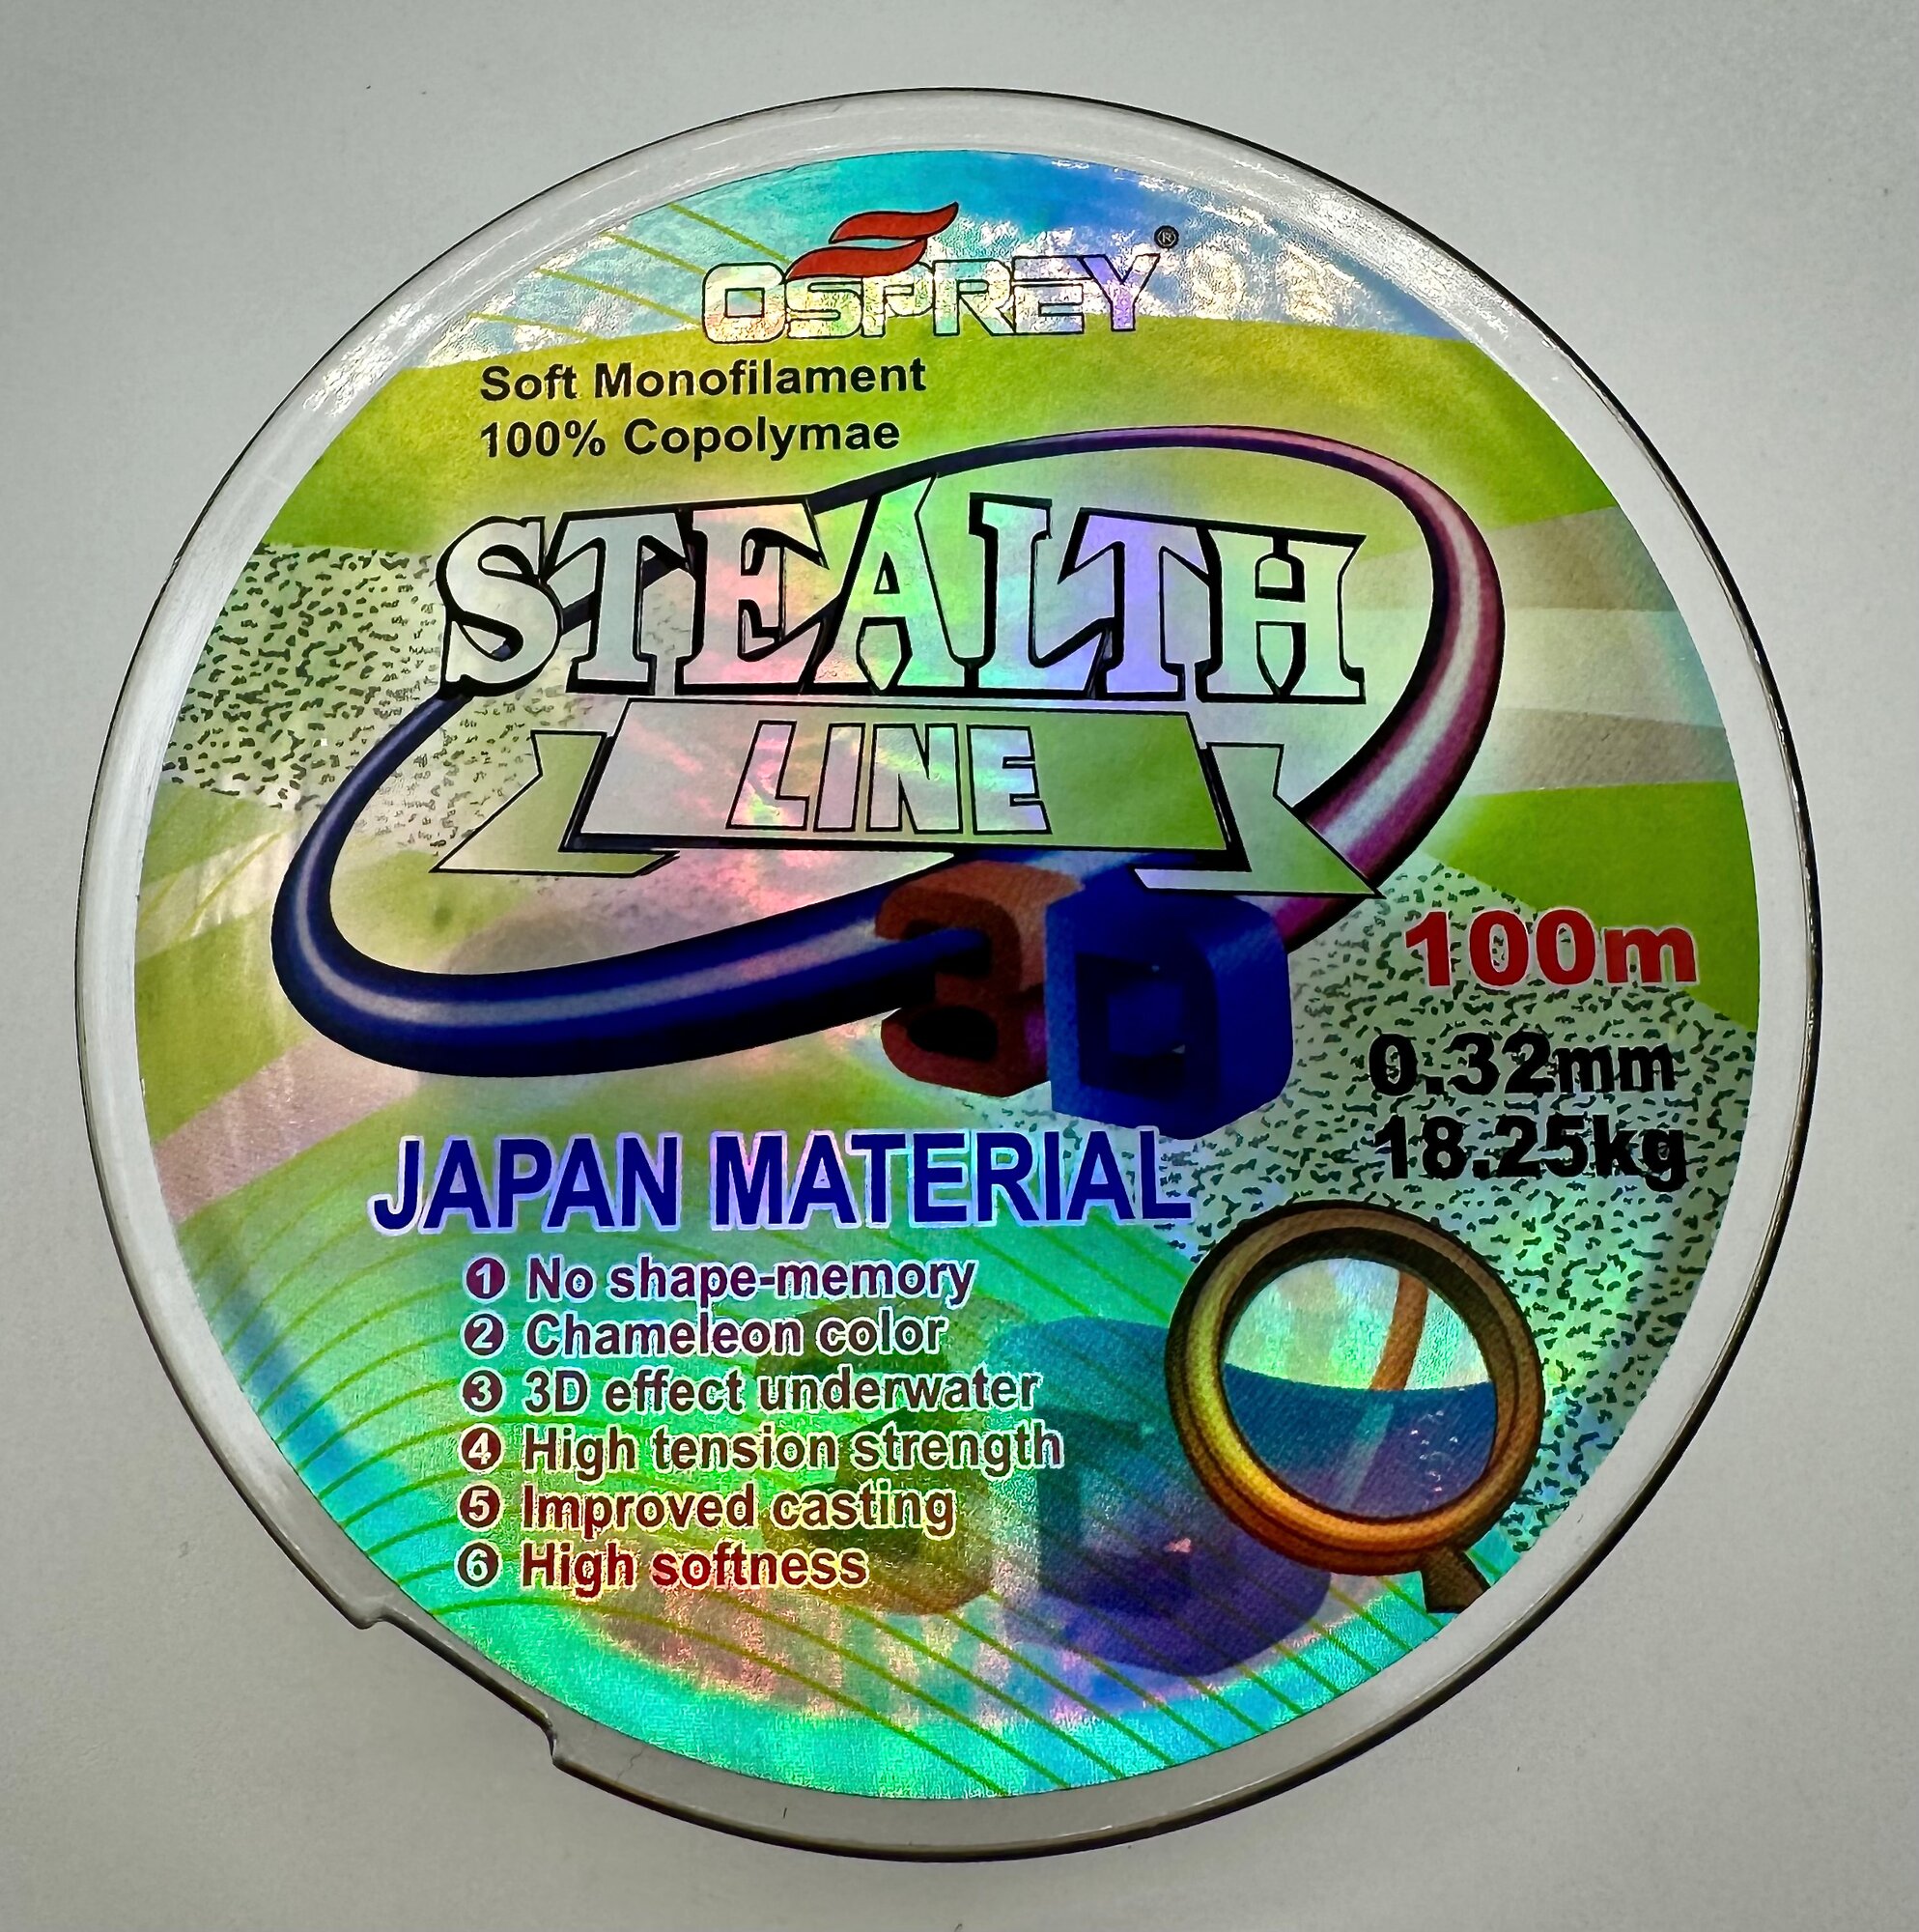 OSPREY®
Soft Monofilament
100% Copolymae
STEALTH
LINE
3D
100m
0.32mm
18.25kg
JAPAN MATERIAL
1 No shape-memory
2 Chameleon color
3 3D effect underwater
4 High tension strength
5 Improved casting
6 High softness